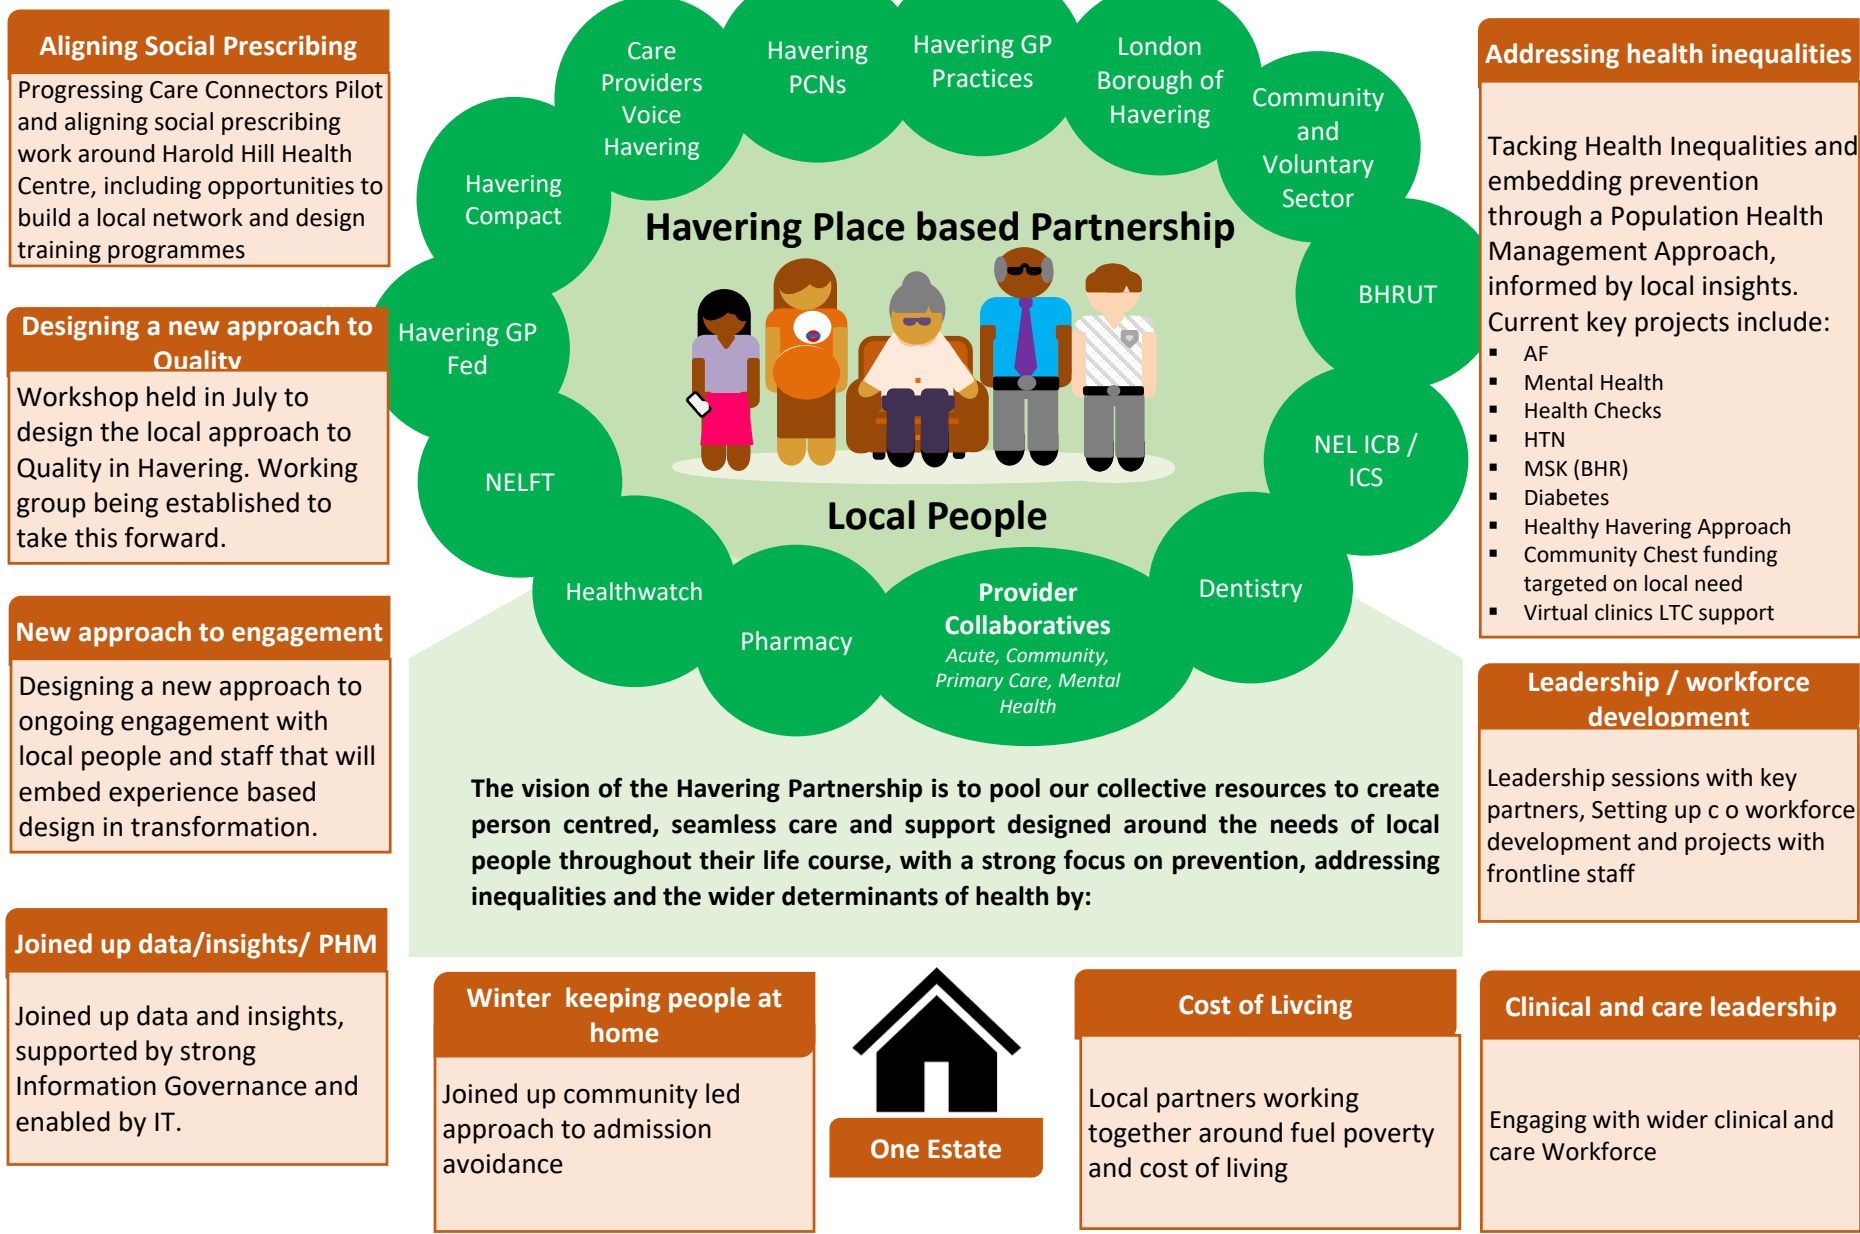 Aligning Social Prescribing
Progressing Care Connectors Pilot
and aligning social prescribing
work around Harold Hill Health
Centre, including opportunities to
build a local network and design
training programmes
Designing a new approach to
Quality
Workshop held in July to
design the local approach to
Quality in Havering. Working
group being established to
take this forward.
New approach to engagement
Designing a new approach to
ongoing engagement with
local people and staff that will
embed experience based
design in transformation.
Joined up data/insights/ PHM
Joined up data and insights,
supported by strong
Information Governance and
enabled by IT.
Care
Providers
Voice
Havering
Havering
PCNs
Havering GP
Practices
London
Borough of
Havering
Community
and
Voluntary
Sector
Havering
Compact
BHRUT
Havering GP
Fed
NEL ICB /
ICS
NELFT
Healthwatch
Pharmacy
Provider
Collaboratives
Acute, Community,
Primary Care, Mental
Health
Dentistry
Havering Place based Partnership
Local People
The vision of the Havering Partnership is to pool our collective resources to create
person centred, seamless care and support designed around the needs of local
people throughout their life course, with a strong focus on prevention, addressing
inequalities and the wider determinants of health by:
Winter  keeping people at
home
Joined up community led
approach to admission
avoidance
One Estate
Cost of Livcing
Local partners working
together around fuel poverty
and cost of living
Addressing health inequalities
Tacking Health Inequalities and
embedding prevention
through a Population Health
Management Approach,
informed by local insights.
Current key projects include:
▪ AF
▪ Mental Health
▪ Health Checks
▪ HTN
▪ MSK (BHR)
▪ Diabetes
▪ Healthy Havering Approach
▪ Community Chest funding
targeted on local need
▪ Virtual clinics LTC support
Leadership / workforce
development
Leadership sessions with key
partners, Setting up c o workforce
development and projects with
frontline staff
Clinical and care leadership
Engaging with wider clinical and
care Workforce